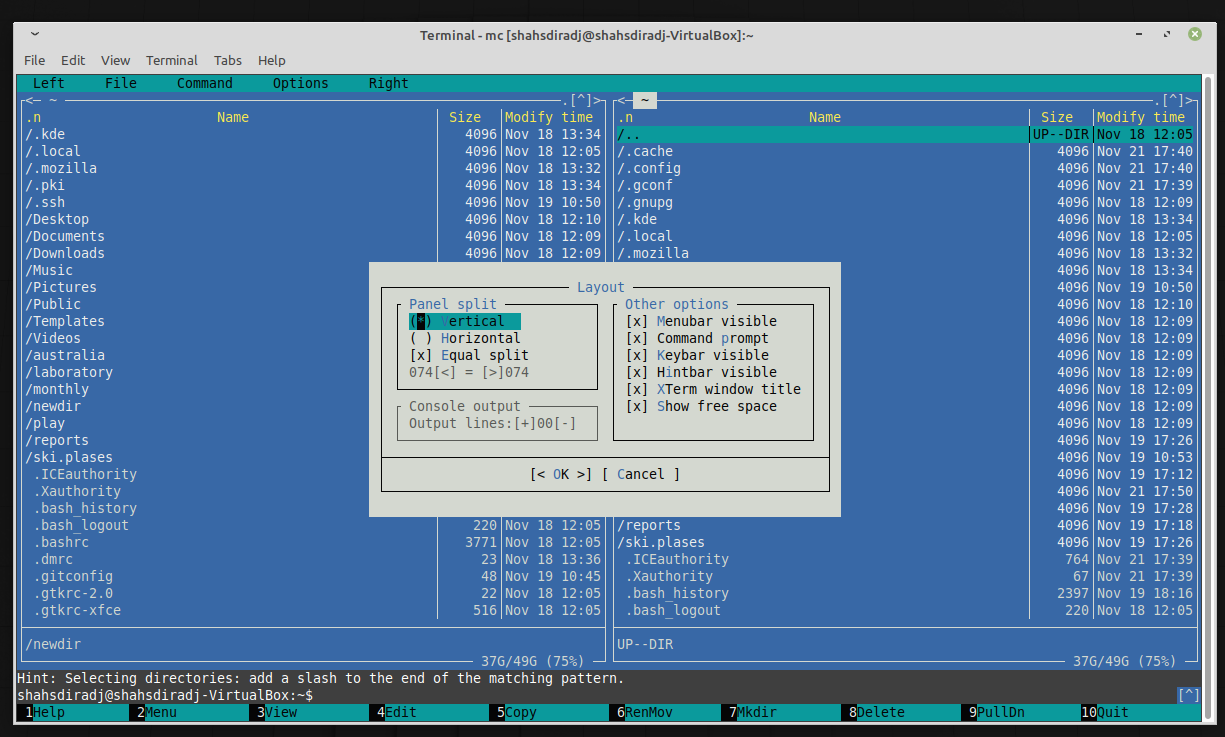 Terminal - mc [shahsdiradj@shahsdiradj-VirtualBox]:~
File Edit View Terminal Tabs Help
Left File Command Options Right
<─ ~ .[^]>
.n Name Size Modify time
/.kde 4096 Nov 18 13:34
/.local 4096 Nov 18 12:05
/.mozilla 4096 Nov 18 13:32
/.pki 4096 Nov 18 13:34
/.ssh 4096 Nov 19 10:50
/Desktop 4096 Nov 18 12:10
/Documents 4096 Nov 18 12:09
/Downloads 4096 Nov 18 12:09
/Music
/Pictures
/Public
/Templates
/Videos
/australia
/laboratory
/monthly
/newdir
/play
/reports
/ski.plases
.ICEauthority
.Xauthority
.bash_history
.bash_logout 220 Nov 18 12:05
.bashrc 3771 Nov 18 12:05
.dmrc 23 Nov 18 13:36
.gitconfig 48 Nov 19 10:45
.gtkrc-2.0 22 Nov 18 12:05
.gtkrc-xfce 516 Nov 18 12:05
/newdir
37G/49G (75%)
<─ ~ .[^]>
.n Name Size Modify time
/.. UP--DIR Nov 18 12:05
/.cache 4096 Nov 21 17:40
/.config 4096 Nov 21 17:40
/.gconf 4096 Nov 21 17:39
/.gnupg 4096 Nov 18 12:09
/.kde 4096 Nov 18 13:34
/.local 4096 Nov 18 12:05
/.mozilla 4096 Nov 18 13:32
4096 Nov 18 13:34
4096 Nov 19 10:50
4096 Nov 18 12:10
4096 Nov 18 12:09
4096 Nov 18 12:09
4096 Nov 18 12:09
4096 Nov 18 12:09
4096 Nov 18 12:09
4096 Nov 18 12:09
4096 Nov 18 12:09
4096 Nov 19 17:26
4096 Nov 19 10:53
4096 Nov 19 17:12
4096 Nov 21 17:50
4096 Nov 19 17:28
/reports 4096 Nov 19 17:18
/ski.plases 4096 Nov 19 17:26
.ICEauthority 764 Nov 21 17:39
.Xauthority 67 Nov 21 17:39
.bash_history 2397 Nov 19 18:16
.bash_logout 220 Nov 18 12:05
UP--DIR
37G/49G (75%)
Layout
Panel split
(*) Vertical
( ) Horizontal
[x] Equal split
074[<] = [>]074
Console output
Output lines:[+]00[-]
Other options
[x] Menubar visible
[x] Command prompt
[x] Keybar visible
[x] Hintbar visible
[x] XTerm window title
[x] Show free space
[< OK >] [ Cancel ]
Hint: Selecting directories: add a slash to the end of the matching pattern.
shahsdiradj@shahsdiradj-VirtualBox:~$ [^]
1Help 2Menu 3View 4Edit 5Copy 6RenMov 7Mkdir 8Delete 9PullDn 10Quit